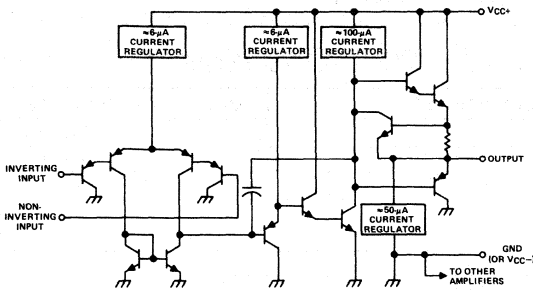 VCC+
≈6-μA
CURRENT
REGULATOR
≈6-μA
CURRENT
REGULATOR
≈100-μA
CURRENT
REGULATOR
INVERTING
INPUT
NON-
INVERTING
INPUT
OUTPUT
≈50-μA
CURRENT
REGULATOR
GND
(OR VCC−)
TO OTHER
AMPLIFIERS